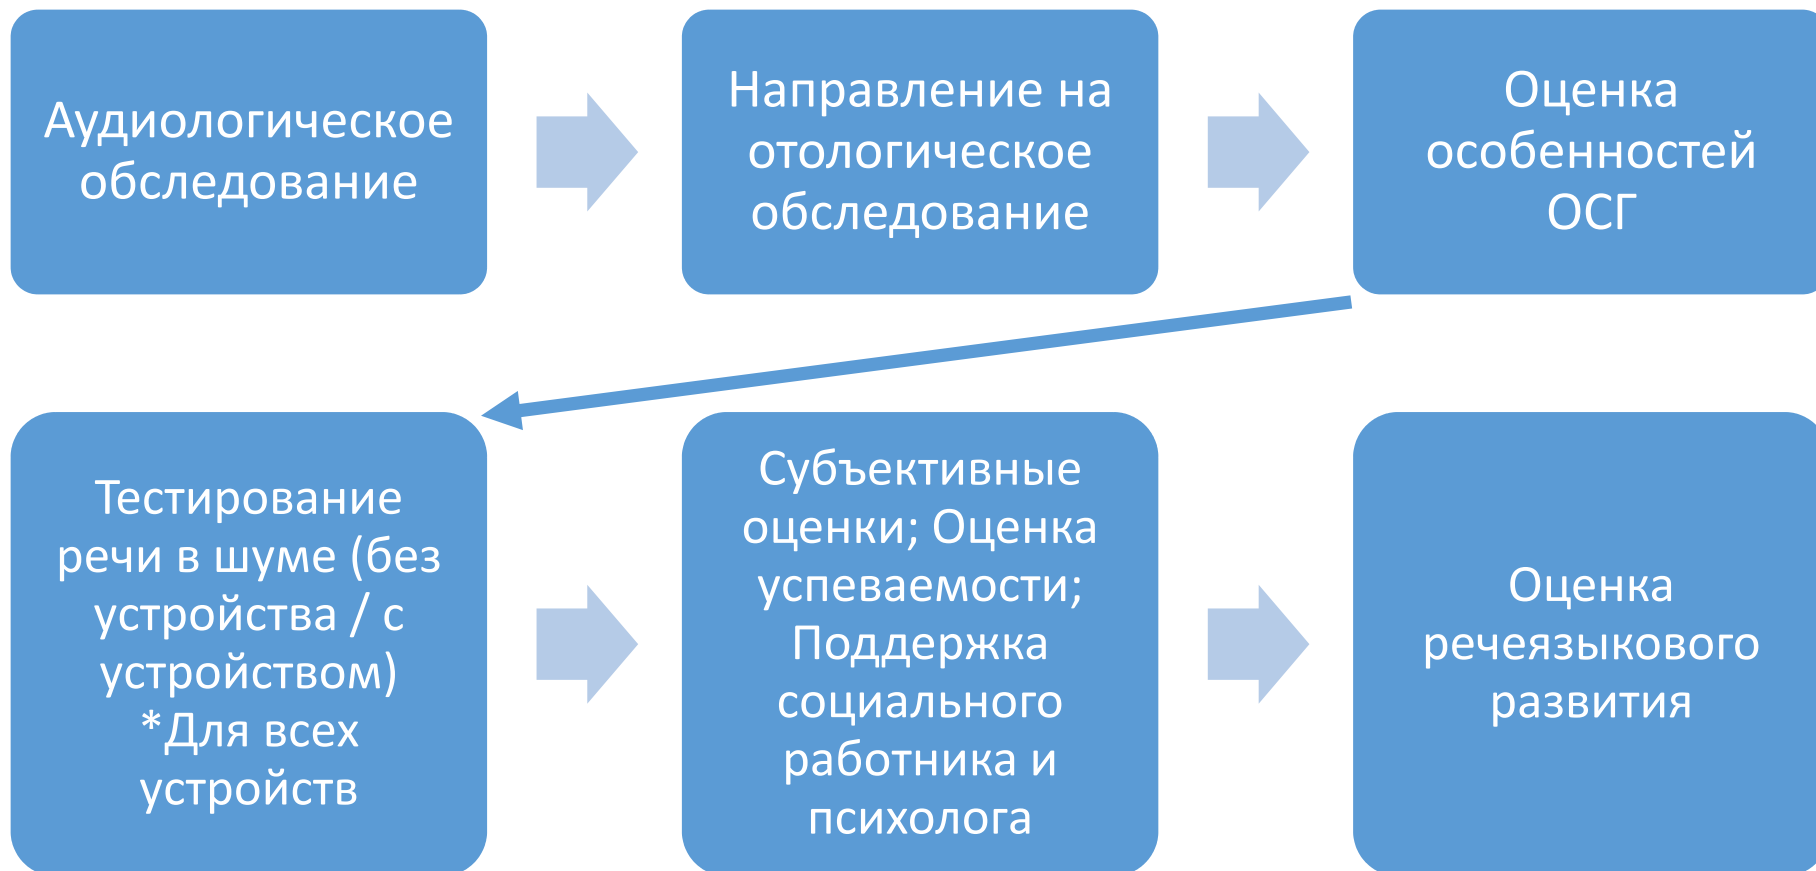 Аудиологическое
обследование
Направление на
отологическое
обследование
Оценка
особенностей
ОСГ
Тестирование
речи в шуме (без
устройства / с
устройством)
*Для всех
устройств
Субъективные
оценки; Оценка
успеваемости;
Поддержка
социального
работника и
психолога
Оценка
речеязыкового
развития